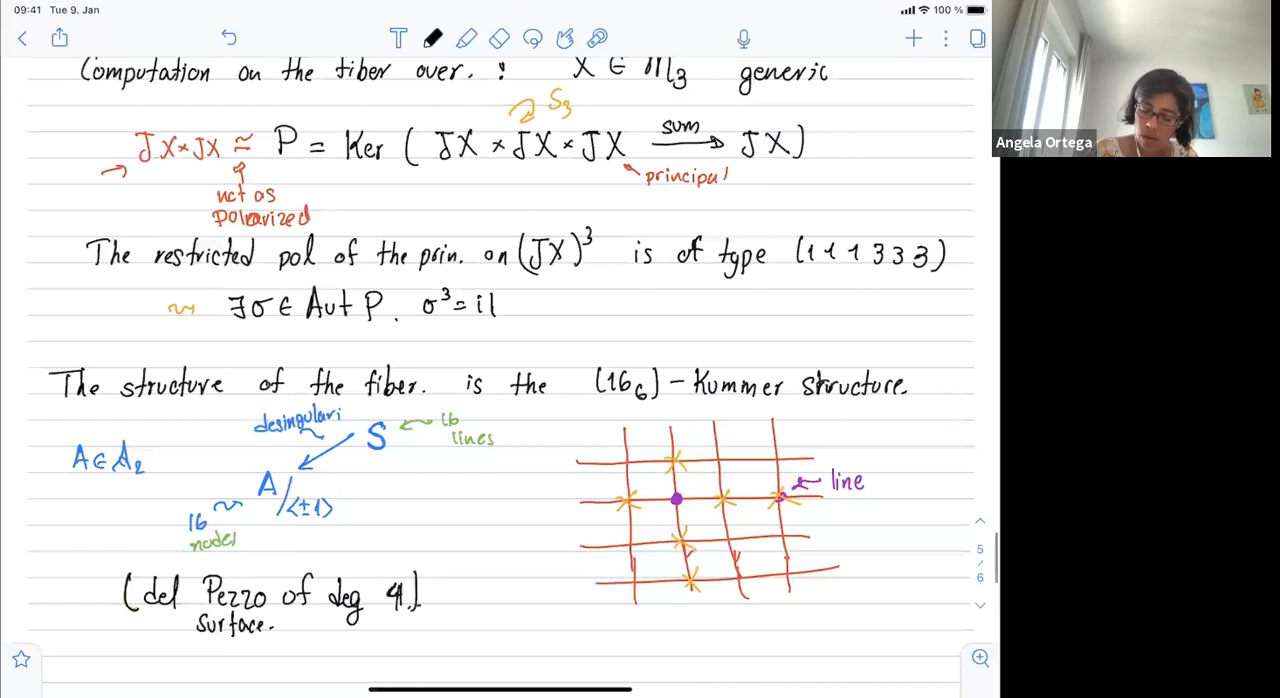 09:41 Tue 9. Jan
100 %
Computation on the fiber over. : X ∈ M3 generic
S3
JX×JX ≅ P = Ker ( JX × JX × JX sum → JX )
not as polarized
principal
The restricted pol of the prin. on (JX)^3 is of type (1 1 1 3 3 3)
∃σ ∈ Aut P. σ^3 = id
The structure of the fiber. is the (16_6) - Kummer structure.
desingulari
S ← 16 lines
A ∈ A_2
A/<±1>
16 nodes
← line
(del Pezzo of deg 4.)
surface.
5
/
6
Angela Ortega